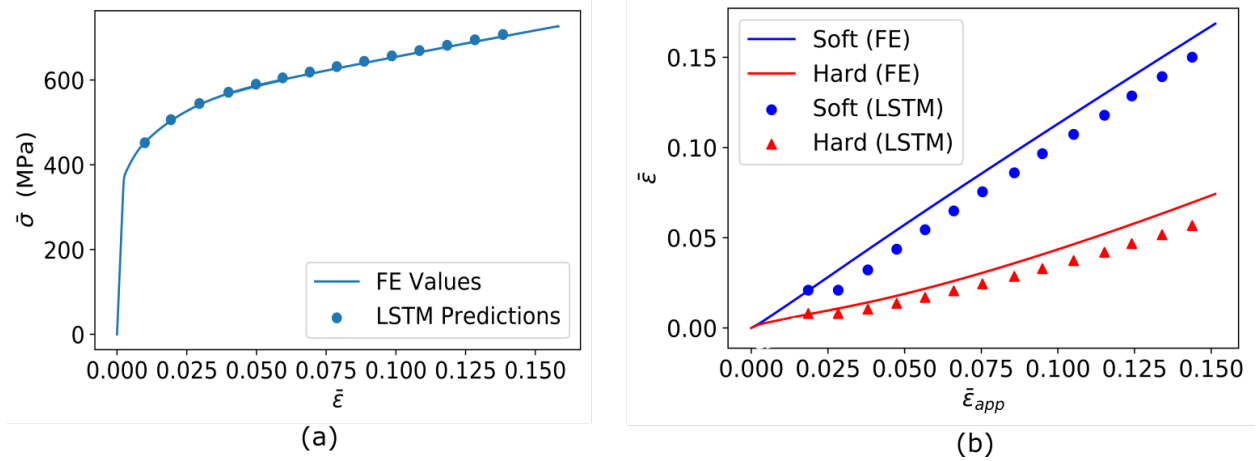 600
400
200
0
σ̄ (MPa)
FE Values
LSTM Predictions
0.000 0.025 0.050 0.075 0.100 0.125 0.150
ε̄
(a)
0.15
0.10
0.05
0.00
ε̄
Soft (FE)
Hard (FE)
Soft (LSTM)
Hard (LSTM)
0.000 0.025 0.050 0.075 0.100 0.125 0.150
ε̄app
(b)